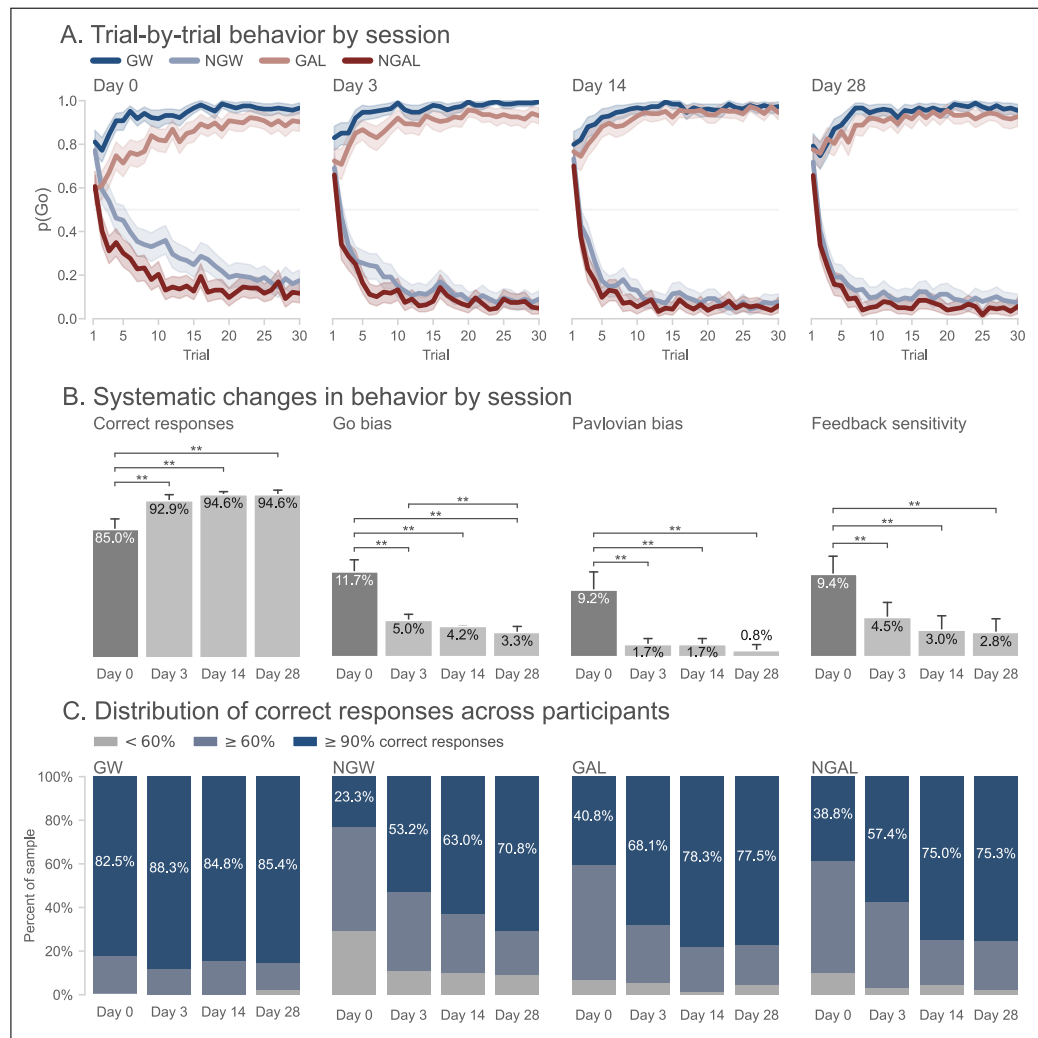 A. Trial-by-trial behavior by session
GW NGW GAL NGAL
Day 0 Day 3 Day 14 Day 28
p(Go)
1.0
0.8
0.6
0.4
0.2
0.0
1 5 10 15 20 25 30 1 5 10 15 20 25 30 1 5 10 15 20 25 30 1 5 10 15 20 25 30
Trial Trial Trial Trial
B. Systematic changes in behavior by session
Correct responses Go bias Pavlovian bias Feedback sensitivity
** ** **
85.0% 92.9% 94.6% 94.6%
** ** ** **
11.7% 5.0% 4.2% 3.3%
** ** **
9.2% 1.7% 1.7% 0.8%
** ** **
9.4% 4.5% 3.0% 2.8%
Day 0 Day 3 Day 14 Day 28 Day 0 Day 3 Day 14 Day 28 Day 0 Day 3 Day 14 Day 28 Day 0 Day 3 Day 14 Day 28
C. Distribution of correct responses across participants
< 60% ≥ 60% ≥ 90% correct responses
GW NGW GAL NGAL
Percent of sample
100%
80%
60%
40%
20%
0%
82.5% 88.3% 84.8% 85.4%
23.3% 53.2% 63.0% 70.8%
40.8% 68.1% 78.3% 77.5%
38.8% 57.4% 75.0% 75.3%
Day 0 Day 3 Day 14 Day 28 Day 0 Day 3 Day 14 Day 28 Day 0 Day 3 Day 14 Day 28 Day 0 Day 3 Day 14 Day 28